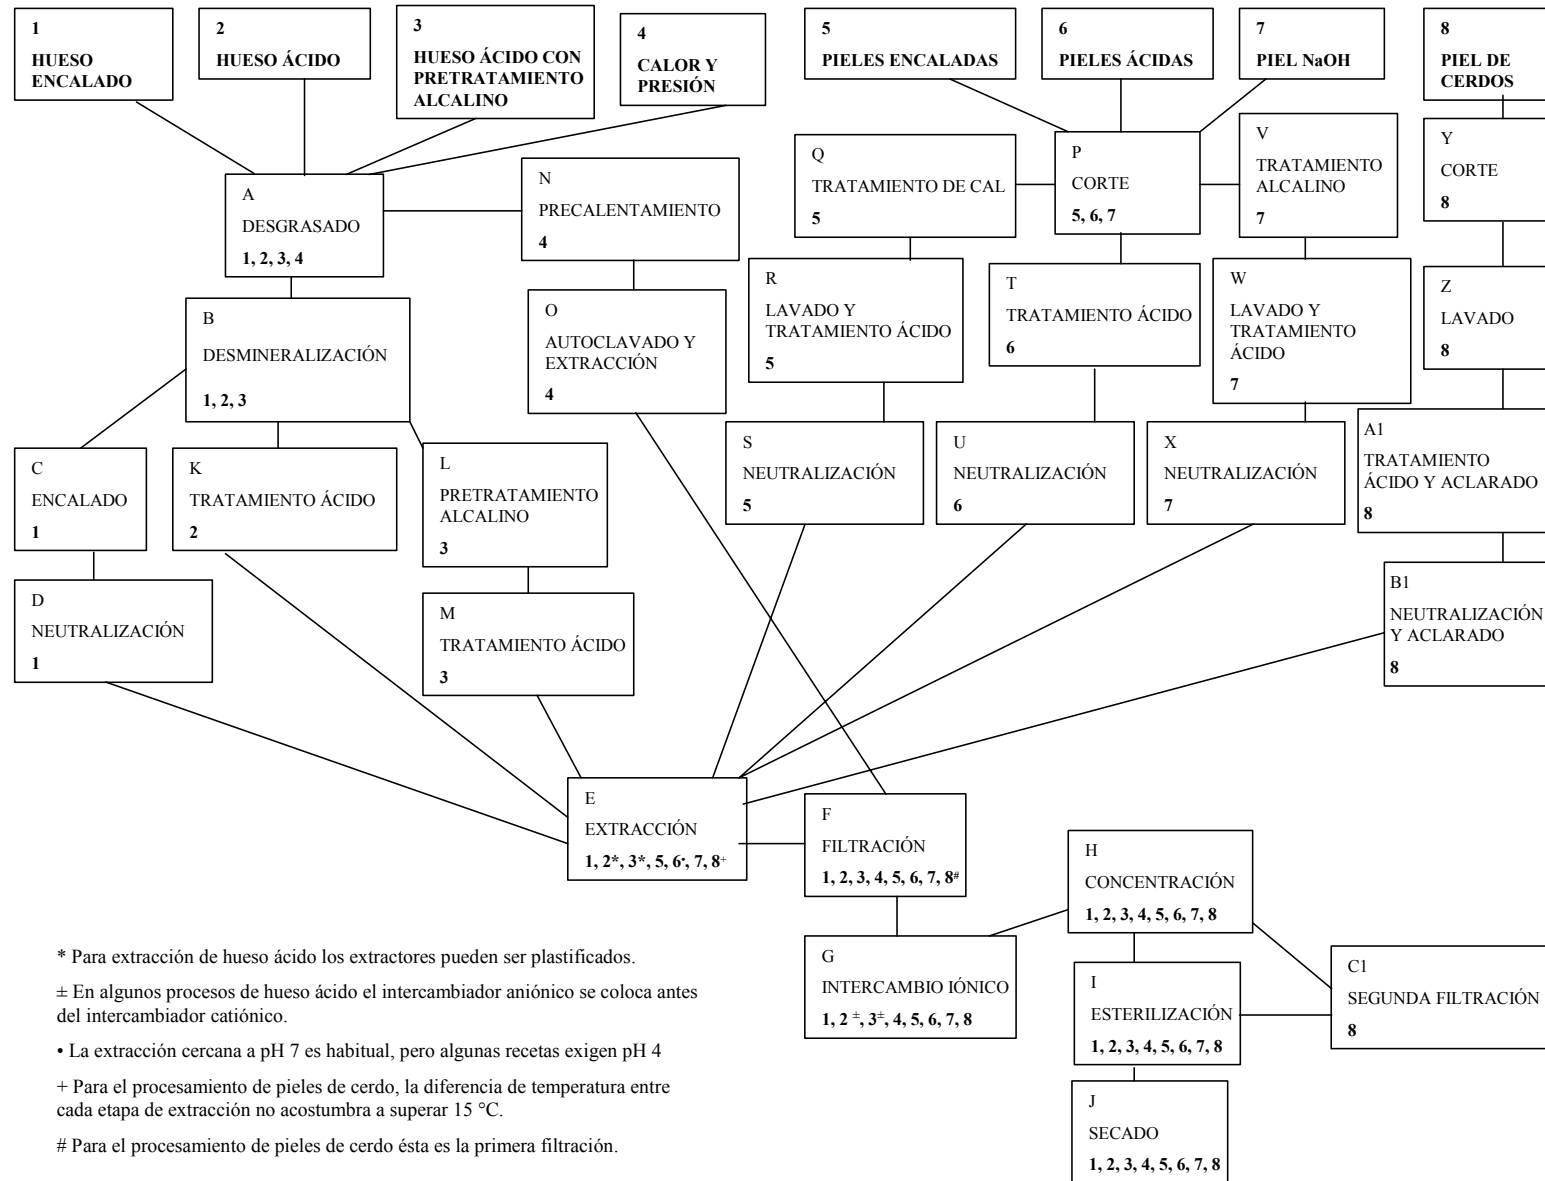 1
HUESO
ENCALADO
2
HUESO ÁCIDO
3
HUESO ÁCIDO CON
PRETRATAMIENTO
ALCALINO
4
CALOR Y
PRESIÓN
5
PIELES ENCALADAS
6
PIELES ÁCIDAS
7
PIEL NaOH
8
PIEL DE
CERDOS
A
DESGRASADO
1, 2, 3, 4
N
PRECALENTAMIENTO
4
Q
TRATAMIENTO DE CAL
5
P
CORTE
5, 6, 7
V
TRATAMIENTO
ALCALINO
7
Y
CORTE
8
B
DESMINERALIZACIÓN
1, 2, 3
O
AUTOCLAVADO Y
EXTRACCIÓN
4
R
LAVADO Y
TRATAMIENTO ÁCIDO
5
T
TRATAMIENTO ÁCIDO
6
W
LAVADO Y
TRATAMIENTO
ÁCIDO
7
Z
LAVADO
8
C
ENCALADO
1
K
TRATAMIENTO ÁCIDO
2
L
PRETRATAMIENTO
ALCALINO
3
S
NEUTRALIZACIÓN
5
U
NEUTRALIZACIÓN
6
X
NEUTRALIZACIÓN
7
A1
TRATAMIENTO
ÁCIDO Y ACLARADO
8
D
NEUTRALIZACIÓN
1
M
TRATAMIENTO ÁCIDO
3
B1
NEUTRALIZACIÓN
Y ACLARADO
8
E
EXTRACCIÓN
1, 2*, 3*, 5, 6•, 7, 8+
F
FILTRACIÓN
1, 2, 3, 4, 5, 6, 7, 8#
H
CONCENTRACIÓN
1, 2, 3, 4, 5, 6, 7, 8
G
INTERCAMBIO IÓNICO
1, 2 ±, 3±, 4, 5, 6, 7, 8
I
ESTERILIZACIÓN
1, 2, 3, 4, 5, 6, 7, 8
C1
SEGUNDA FILTRACIÓN
8
J
SECADO
1, 2, 3, 4, 5, 6, 7, 8
* Para extracción de hueso ácido los extractores pueden ser plastificados.
± En algunos procesos de hueso ácido el intercambiador aniónico se coloca antes
del intercambiador catiónico.
• La extracción cercana a pH 7 es habitual, pero algunas recetas exigen pH 4
+ Para el procesamiento de pieles de cerdo, la diferencia de temperatura entre
cada etapa de extracción no acostumbra a superar 15 °C.
# Para el procesamiento de pieles de cerdo ésta es la primera filtración.